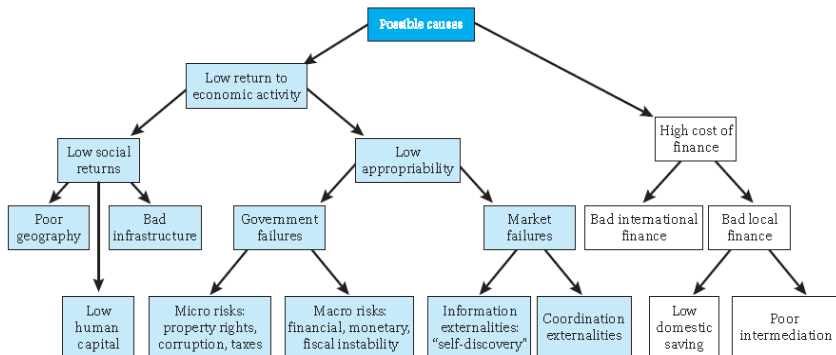 Possible causes
Low return to
economic activity
High cost of
finance
Low social
returns
Low
appropriability
Poor
geography
Bad
infrastructure
Government
failures
Market
failures
Bad international
finance
Bad local
finance
Low
human
capital
Micro risks:
property rights,
corruption, taxes
Macro risks:
financial, monetary,
fiscal instability
Information
externalities:
“self-discovery”
Coordination
externalities
Low
domestic
saving
Poor
intermediation